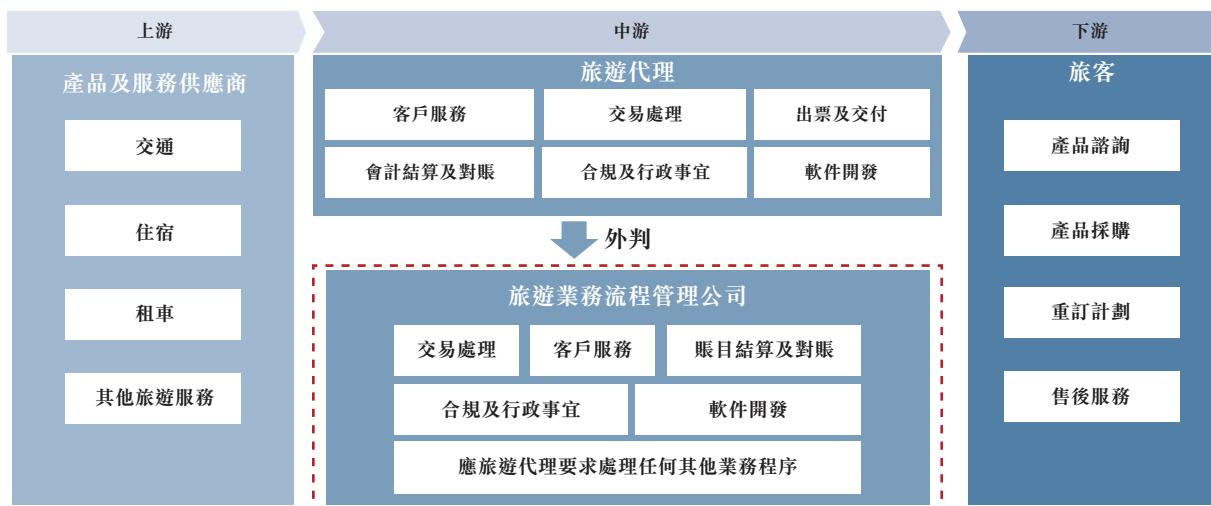 上游
中游
下游
產品及服務供應商
交通
住宿
租車
其他旅遊服務
旅遊代理
客戶服務
交易處理
出票及交付
會計結算及對賬
合規及行政事宜
軟件開發
外判
旅遊業務流程管理公司
交易處理
客戶服務
賬目結算及對賬
合規及行政事宜
軟件開發
應旅遊代理要求處理任何其他業務程序
旅客
產品諮詢
產品採購
重訂計劃
售後服務